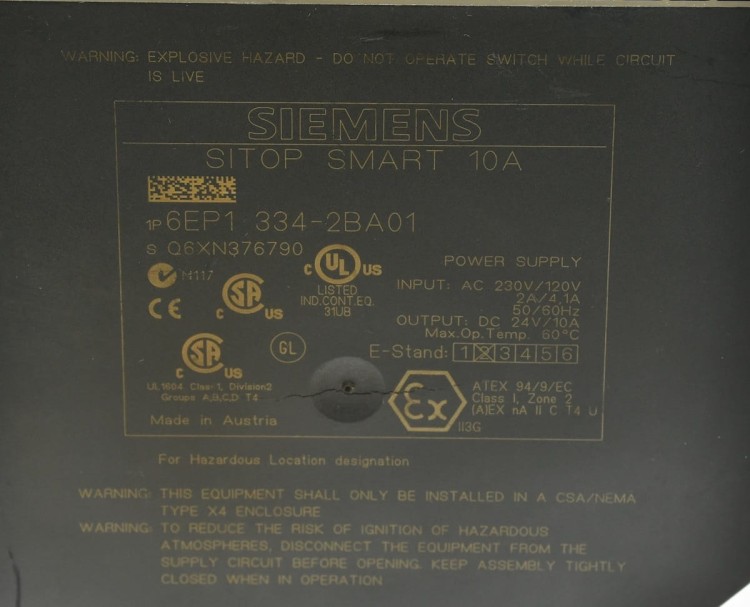 WARNING: EXPLOSIVE HAZARD - DO NOT OPERATE SWITCH WHILE CIRCUIT
IS LIVE
SIEMENS
SITOP SMART 10A
1P 6EP1 334-2BA01
S Q6XN376790
N117
C UL US
LISTED
IND.CONT.EQ.
31UB
POWER SUPPLY
INPUT: AC 230V/120V
2A/4,1A
50/60Hz
OUTPUT: DC 24V/10A
Max.Op.Temp. 60°C
E-Stand: 1 2 3 4 5 6
CE
C SA US
C SA US
GL
UL1604 Class 1, Division2
Groups A,B,C,D T4
Made in Austria
Ex
II3G
ATEX 94/9/EC
Class I, Zone 2
(A)EX nA II C T4 U
For Hazardous Location designation
WARNING: THIS EQUIPMENT SHALL ONLY BE INSTALLED IN A CSA/NEMA
TYPE X4 ENCLOSURE
WARNING: TO REDUCE THE RISK OF IGNITION OF HAZARDOUS
ATMOSPHERES, DISCONNECT THE EQUIPMENT FROM THE
SUPPLY CIRCUIT BEFORE OPENING. KEEP ASSEMBLY TIGHTLY
CLOSED WHEN IN OPERATION